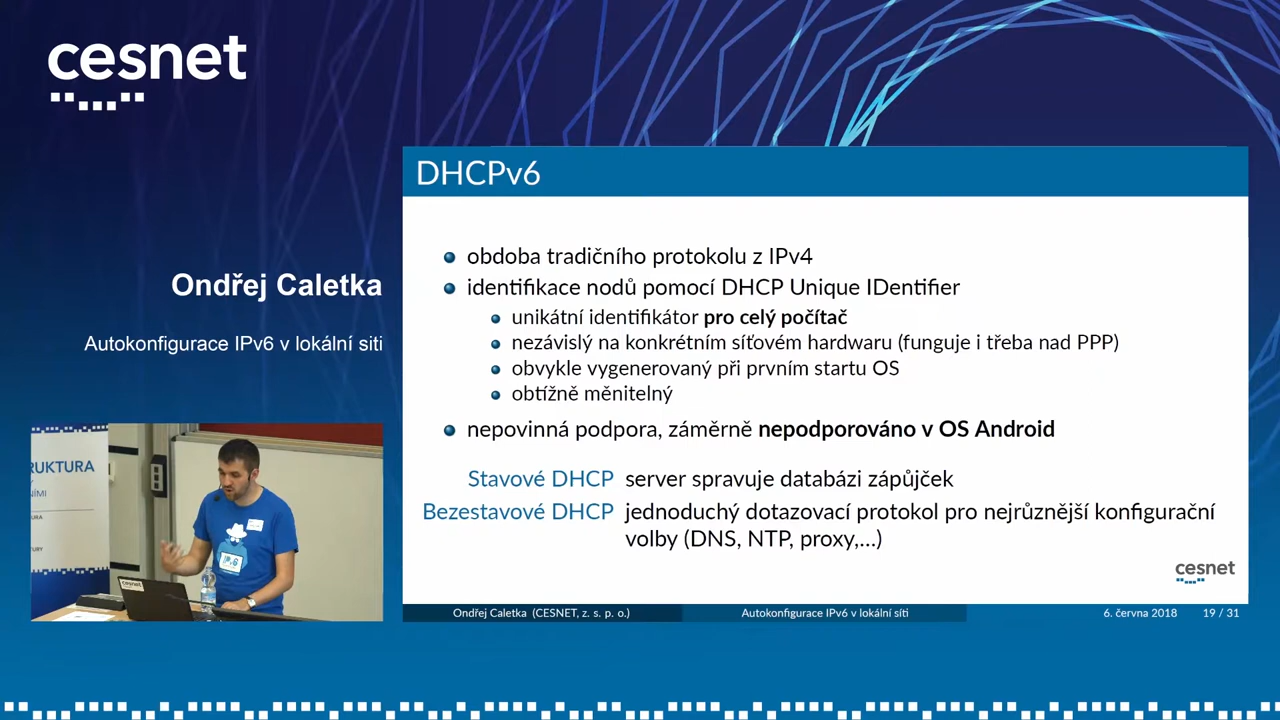 cesnet
DHCPv6
obdoba tradičního protokolu z IPv4
identifikace nodů pomocí DHCP Unique IDentifier
unikátní identifikátor pro celý počítač
nezávislý na konkrétním síťovém hardwaru (funguje i třeba nad PPP)
obvykle vygenerovaný při prvním startu OS
obtížně měnitelný
nepovinná podpora, záměrně nepodporováno v OS Android
Stavové DHCP server spravuje databázi zápůjček
Bezestavové DHCP jednoduchý dotazovací protokol pro nejrůznější konfigurační
volby (DNS, NTP, proxy,...)
cesnet
Ondřej Caletka (CESNET, z. s. p. o.) Autokonfigurace IPv6 v lokální síti 6. června 2018 19 / 31
Ondřej Caletka
Autokonfigurace IPv6 v lokální siti
RUKTURA
cesnet
IPv6